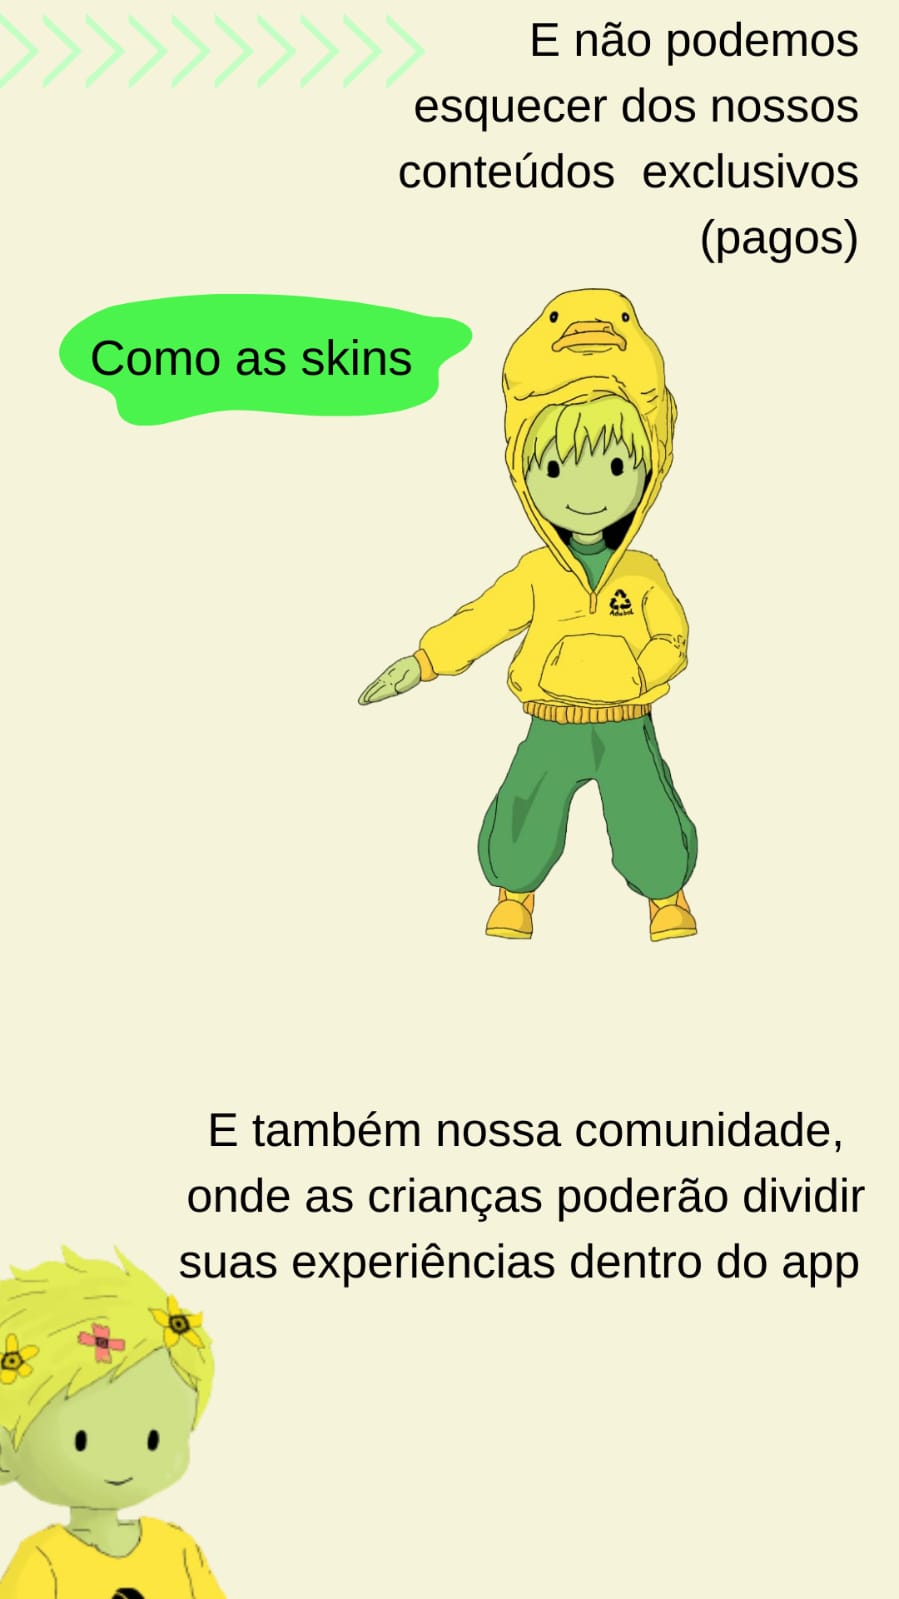 E não podemos
esquecer dos nossos
conteúdos  exclusivos
(pagos)
Como as skins
E também nossa comunidade,
onde as crianças poderão dividir
suas experiências dentro do app